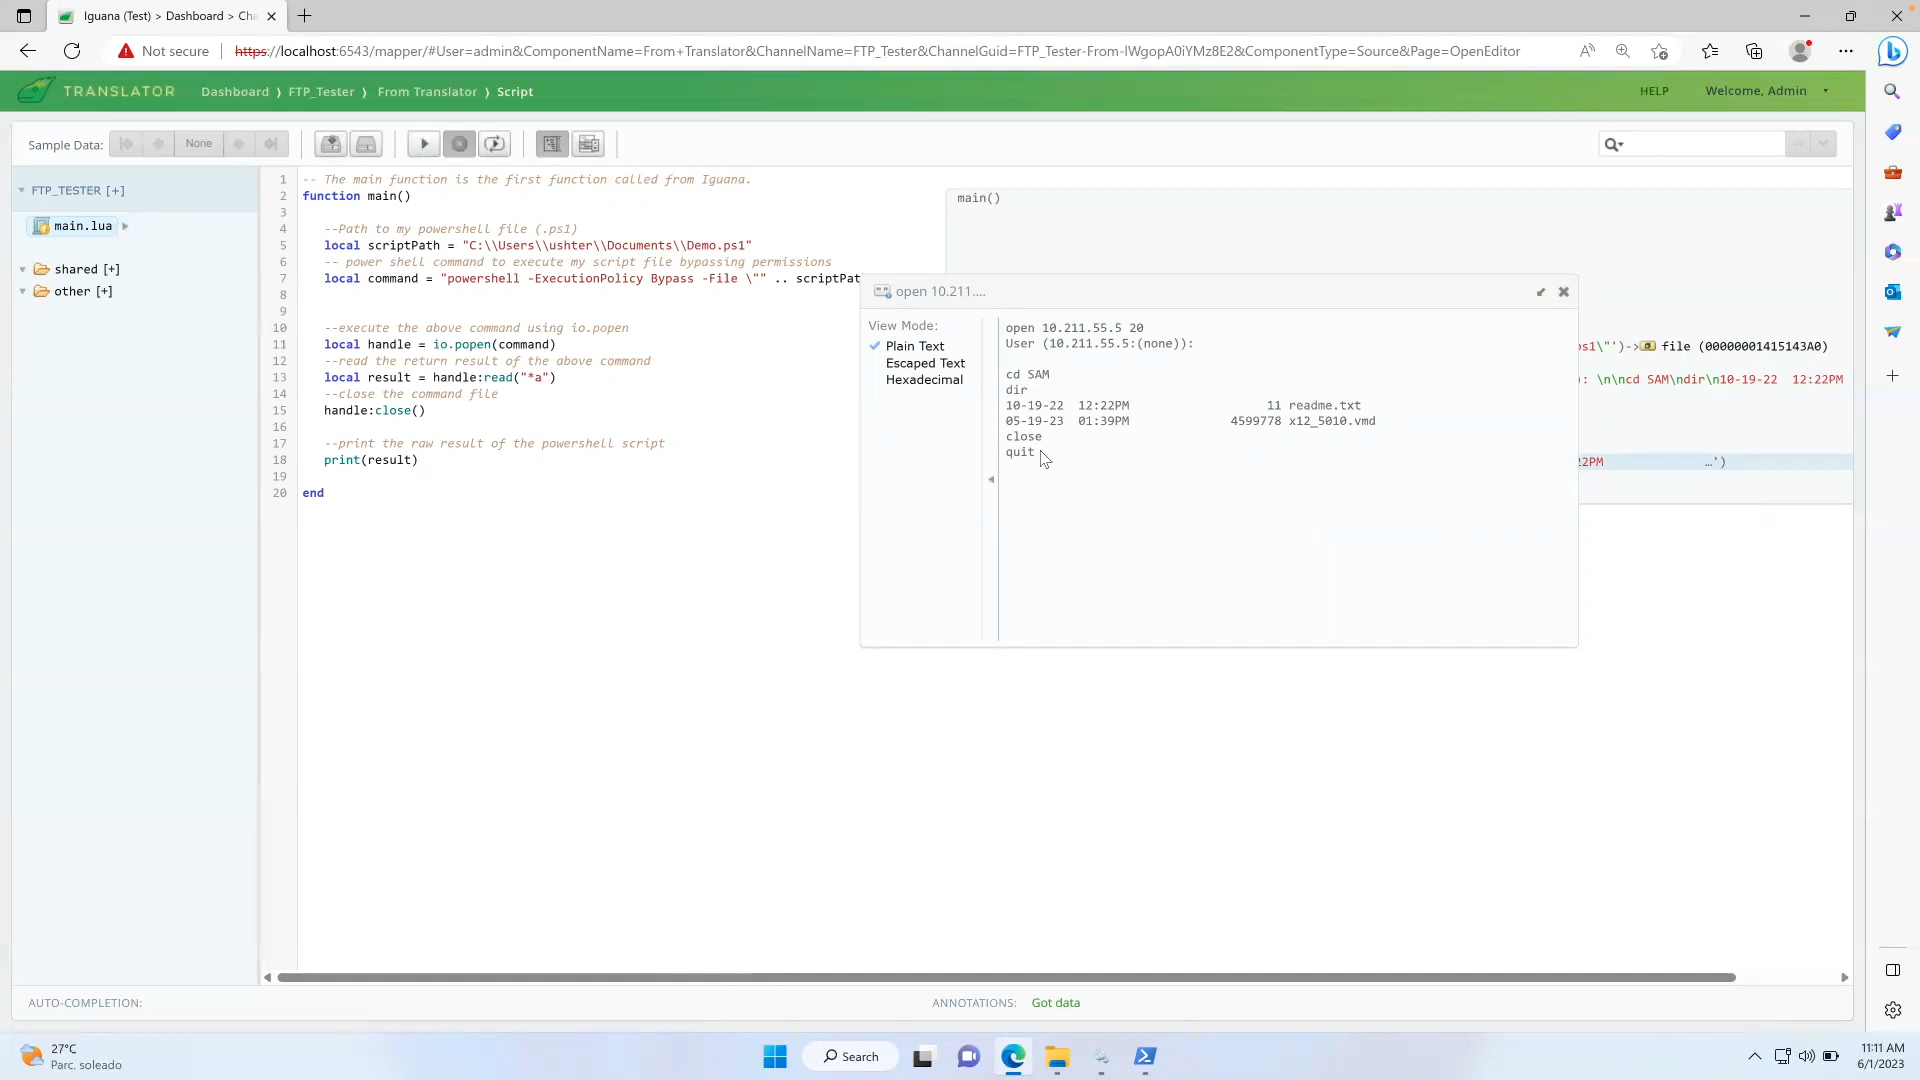 Iguana (Test) > Dashboard > Cha
Not secure
https://localhost:6543/mapper/#User=admin&ComponentName=From+Translator&ChannelName=FTP_Tester&ChannelGuid=FTP_Tester-From-lWgopA0iYMz8E2&ComponentType=Source&Page=OpenEditor
TRANSLATOR
Dashboard ❯ FTP_Tester ❯ From Translator ❯ Script
HELP
Welcome, Admin
Sample Data:
None
FTP_TESTER [+]
main.lua
shared [+]
other [+]
1 -- The main function is the first function called from Iguana.
2 function main()
3
4 --Path to my powershell file (.ps1)
5 local scriptPath = "C:\\Users\\ushter\\Documents\\Demo.ps1"
6 -- power shell command to execute my script file bypassing permissions
7 local command = "powershell -ExecutionPolicy Bypass -File \"" .. scriptPat
8
9
10 --execute the above command using io.popen
11 local handle = io.popen(command)
12 --read the return result of the above command
13 local result = handle:read("*a")
14 --close the command file
15 handle:close()
16
17 --print the raw result of the powershell script
18 print(result)
19
20 end
main()
s1\"')-> file (00000001415143A0)
): \n\ncd SAM\ndir\n10-19-22  12:22PM
22PM …')
open 10.211....
View Mode:
Plain Text
Escaped Text
Hexadecimal
open 10.211.55.5 20
User (10.211.55.5:(none)):
cd SAM
dir
10-19-22  12:22PM 11 readme.txt
05-19-23  01:39PM 4599778 x12_5010.vmd
close
quit
AUTO-COMPLETION:
ANNOTATIONS: Got data
27°C
Parc. soleado
Search
11:11 AM
6/1/2023